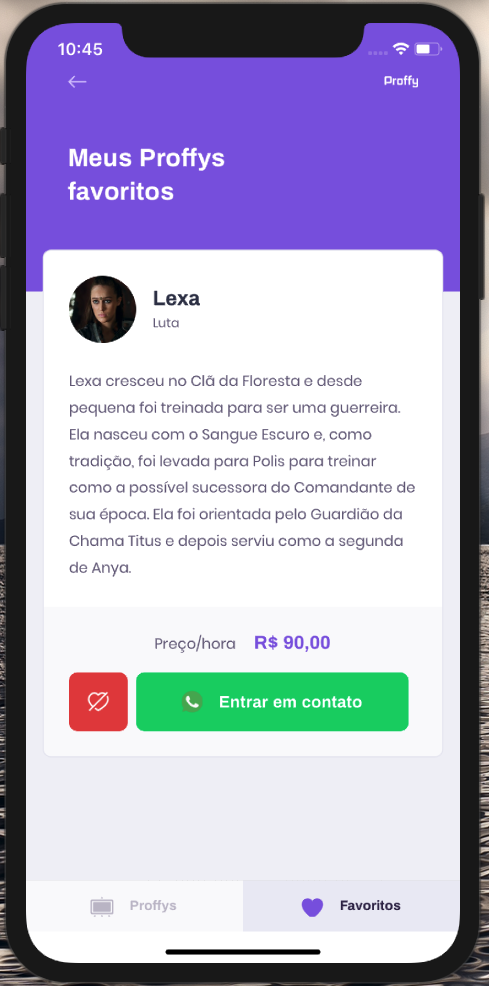 10:45
Proffy
Meus Proffys
favoritos
Lexa
Luta
Lexa cresceu no Clã da Floresta e desde
pequena foi treinada para ser uma guerreira.
Ela nasceu com o Sangue Escuro e, como
tradição, foi levada para Polis para treinar
como a possível sucessora do Comandante de
sua época. Ela foi orientada pelo Guardião da
Chama Titus e depois serviu como a segunda
de Anya.
Preço/hora R$ 90,00
Entrar em contato
Proffys Favoritos